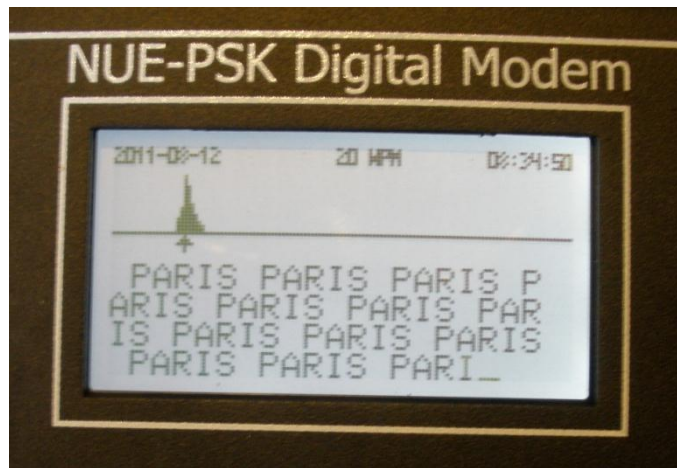 NUE-PSK Digital Modem
20 WPM
PARIS PARIS PARIS P
ARIS PARIS PARIS PAR
IS PARIS PARIS PARIS
PARIS PARIS PARI_